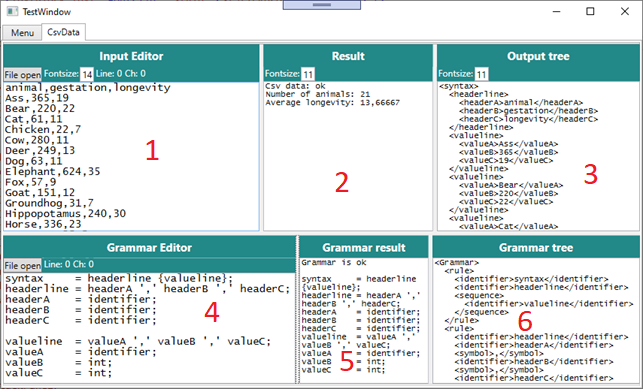 TestWindow
Menu CsvData
Input Editor
File open Fontsize: 14 Line: 0 Ch: 0
animal,gestation,longevity
Ass,365,19
Bear,220,22
Cat,61,11
Chicken,22,7
Cow,280,11
Deer,249,13
Dog,63,11
Elephant,624,35
Fox,57,9
Goat,151,12
Groundhog,31,7
Hippopotamus,240,30
Horse,336,23
1
Result
Fontsize: 11
Csv data: ok
Number of animals: 21
Average longevity: 13,66667
2
Output tree
Fontsize: 11
<syntax>
<headerline>
<headerA>animal</headerA>
<headerB>gestation</headerB>
<headerC>longevity</headerC>
</headerline>
<valueline>
<valueA>Ass</valueA>
<valueB>365</valueB>
<valueC>19</valueC>
</valueline>
<valueline>
<valueA>Bear</valueA>
<valueB>220</valueB>
<valueC>22</valueC>
</valueline>
<valueline>
<valueA>Cat</valueA>
3
Grammar Editor
File open Line: 0 Ch: 0
syntax = headerline {valueline};
headerline = headerA ',' headerB ',' headerC;
headerA = identifier;
headerB = identifier;
headerC = identifier;
valueline = valueA ',' valueB ',' valueC;
valueA = identifier;
valueB = int;
valueC = int;
4
Grammar result
Grammar is ok
syntax = headerline
{valueline};
headerline = headerA ','
headerB ',' headerC;
headerA = identifier;
headerB = identifier;
headerC = identifier;
valueline = valueA ','
valueB ',' valueC;
valueA = identifier;
valueB = int;
valueC = int;
5
Grammar tree
<Grammar>
<rule>
<identifier>syntax</identifier>
<identifier>headerline</identifier>
<sequence>
<identifier>valueline</identifier>
</sequence>
</rule>
<rule>
<identifier>headerline</identifier>
<identifier>headerA</identifier>
<symbol>,</symbol>
<identifier>headerB</identifier>
<symbol>,</symbol>
<identifier>headerC</identifier>
6